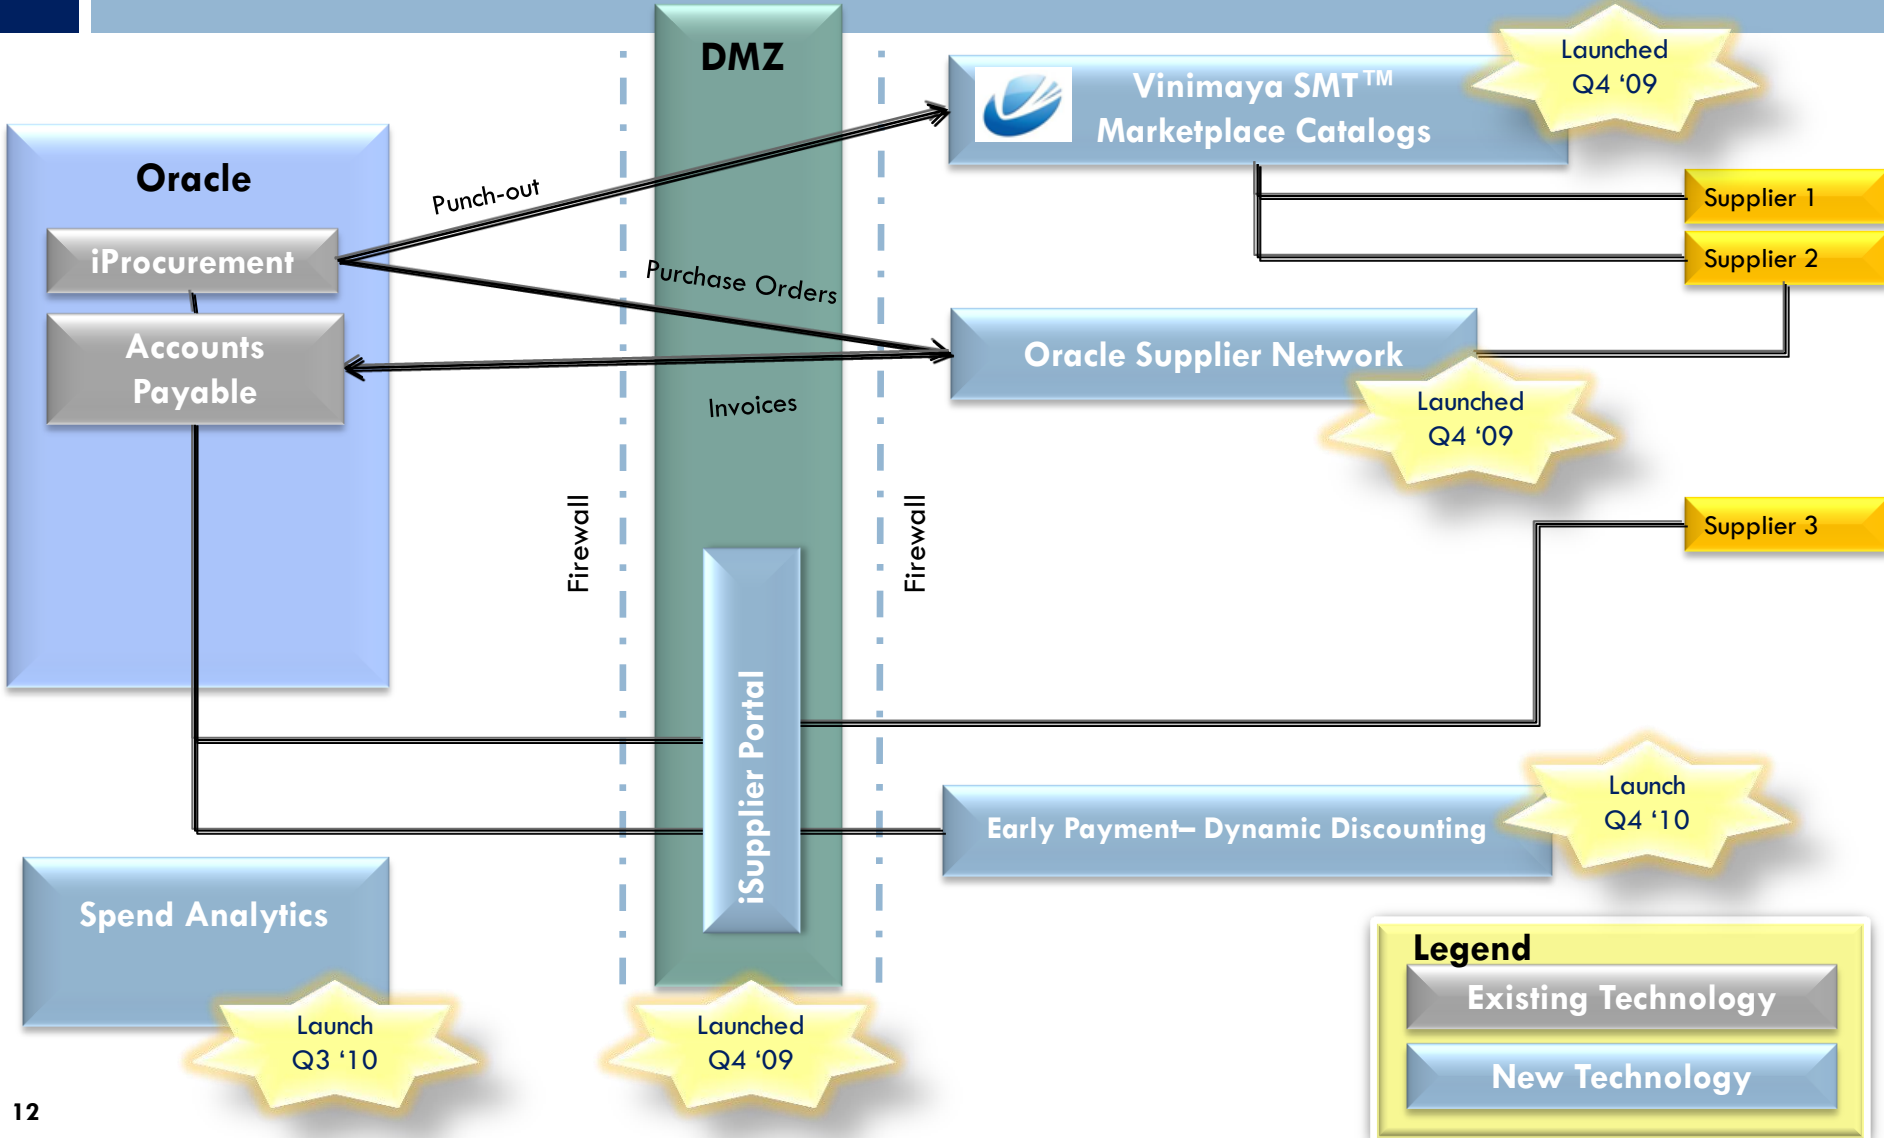 DMZ
Launched
Q4 ‘09
Vinimaya SMT™
Marketplace Catalogs
Oracle
Punch-out
Supplier 1
iProcurement
Supplier 2
Purchase Orders
Accounts
Payable
Oracle Supplier Network
Invoices
Launched
Q4 ‘09
Firewall
Firewall
Supplier 3
iSupplier Portal
Launch
Q4 ‘10
Early Payment– Dynamic Discounting
Spend Analytics
Legend
Existing Technology
New Technology
Launch
Q3 ‘10
Launched
Q4 ‘09
12